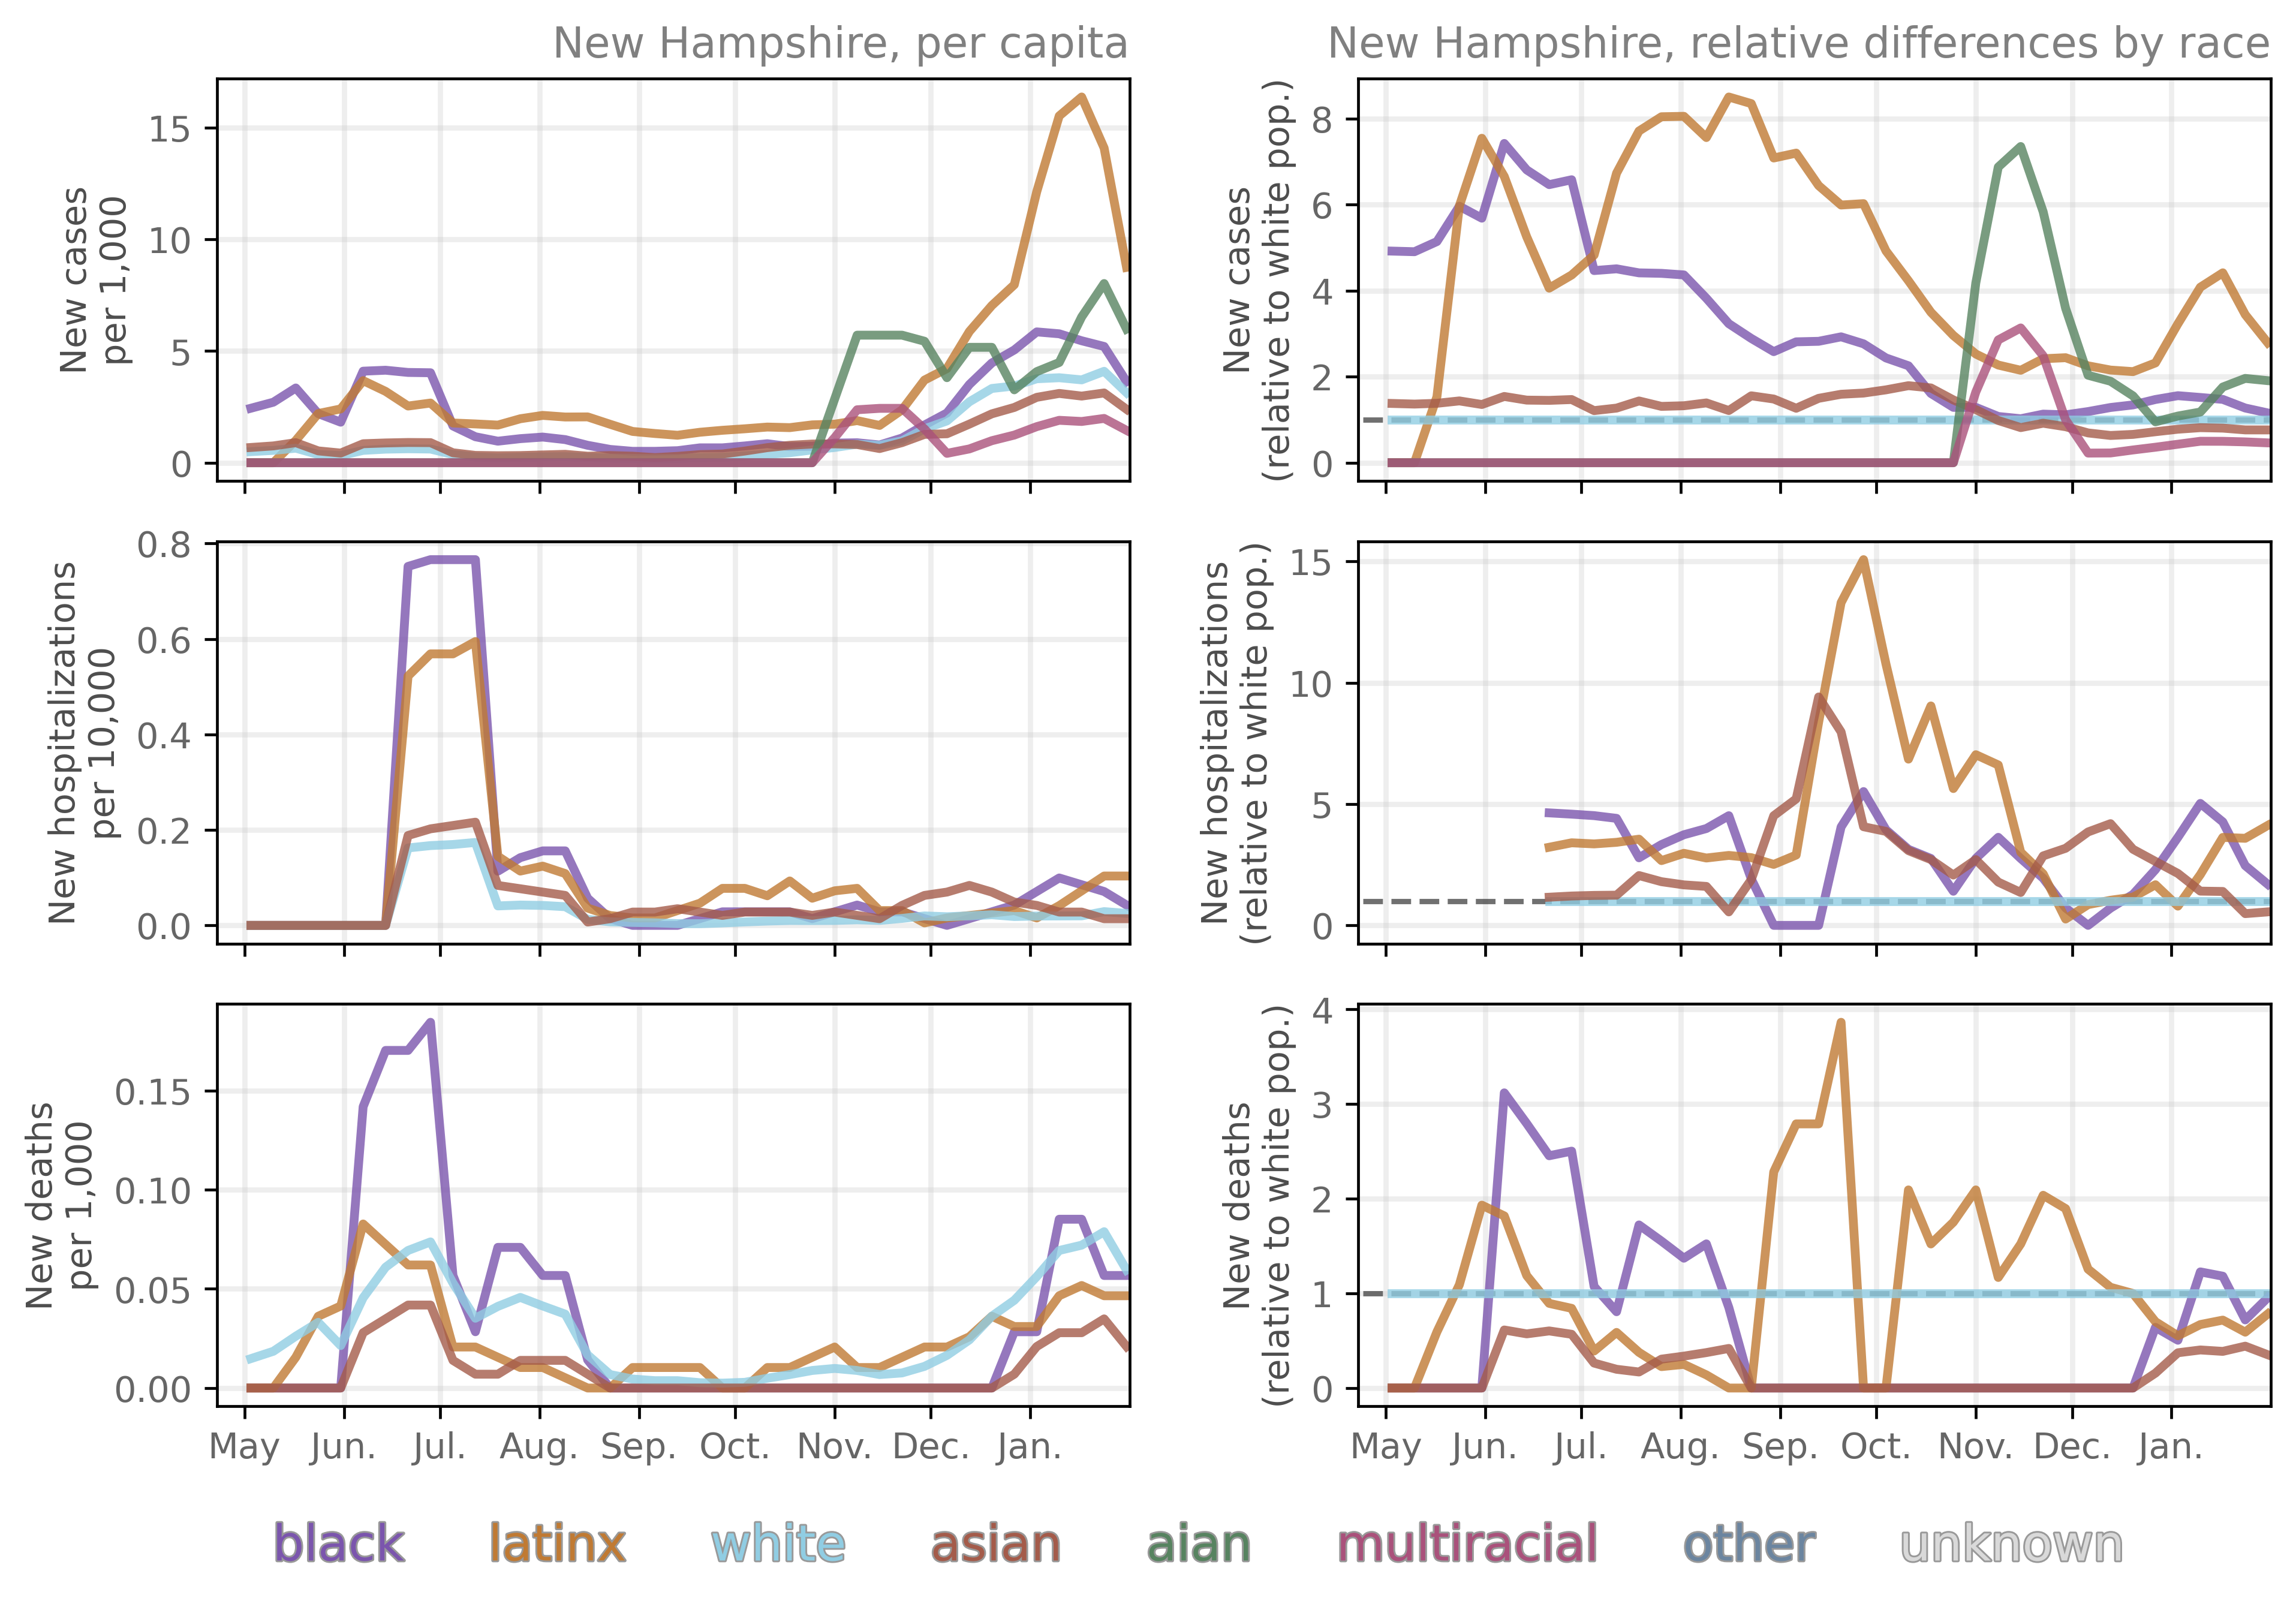 New Hampshire, per capita
New Hampshire, relative differences by race
New cases
per 1,000
15
10
5
0
New cases
(relative to white pop.)
8
6
4
2
0
New hospitalizations
per 10,000
0.8
0.6
0.4
0.2
0.0
New hospitalizations
(relative to white pop.)
15
10
5
0
New deaths
per 1,000
0.15
0.10
0.05
0.00
May Jun. Jul. Aug. Sep. Oct. Nov. Dec. Jan.
New deaths
(relative to white pop.)
4
3
2
1
0
May Jun. Jul. Aug. Sep. Oct. Nov. Dec. Jan.
black latinx white asian aian multiracial other unknown